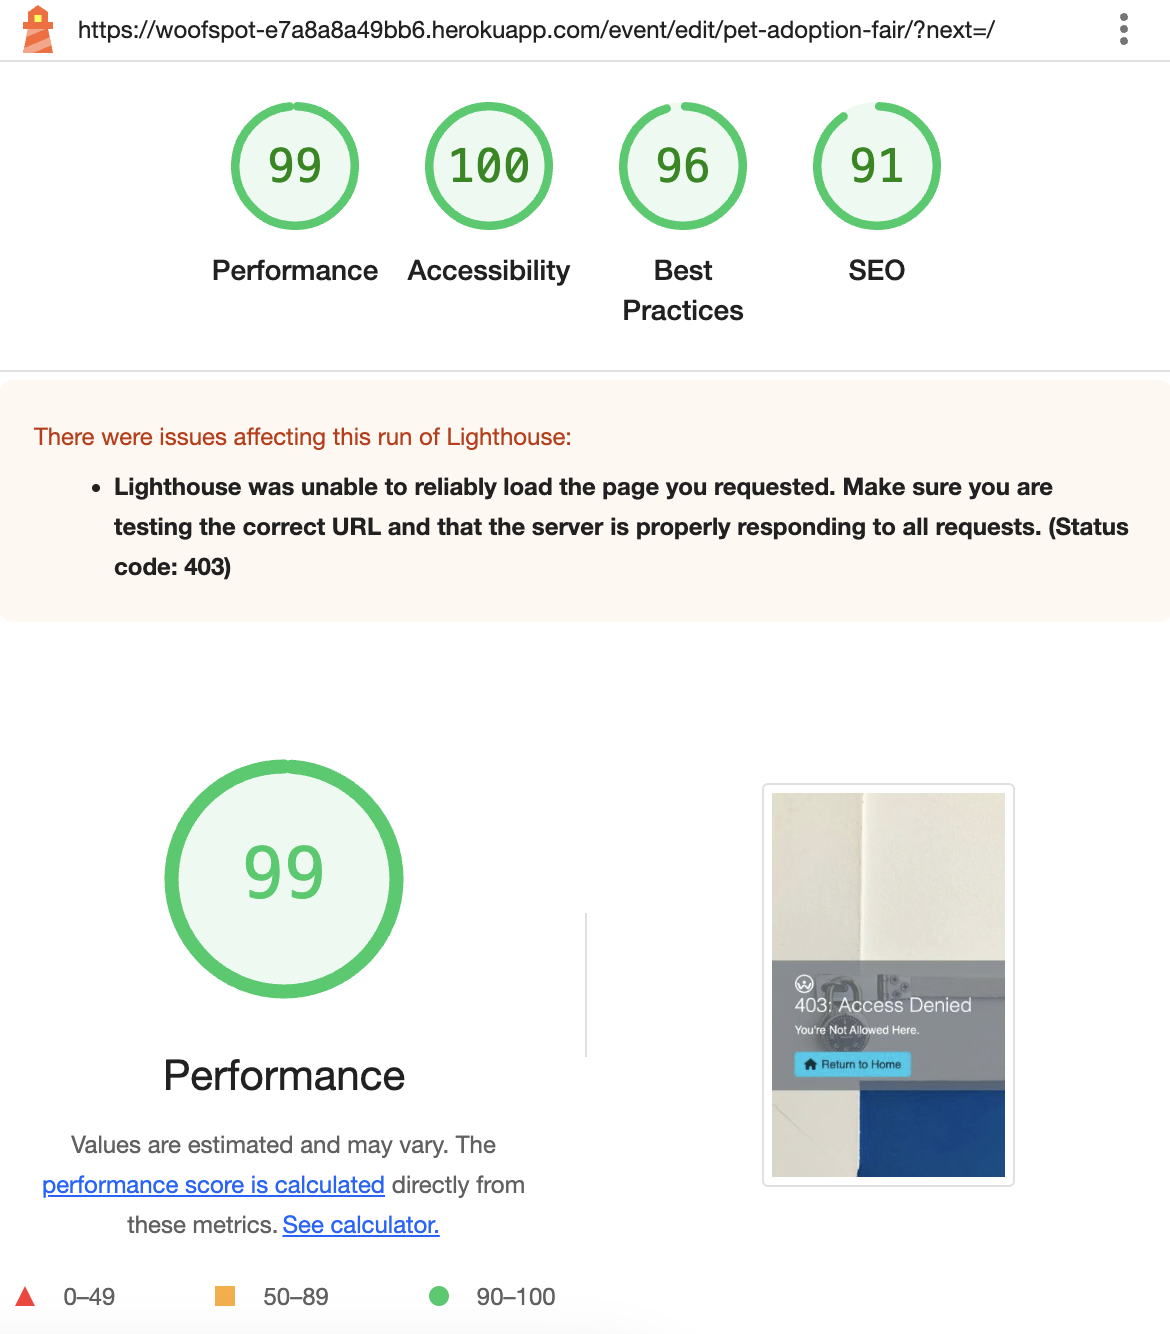 https://woofspot-e7a8a8a49bb6.herokuapp.com/event/edit/pet-adoption-fair/?next=/
99
100
96
91
Performance
Accessibility
Best
Practices
SEO
There were issues affecting this run of Lighthouse:
Lighthouse was unable to reliably load the page you requested. Make sure you are
testing the correct URL and that the server is properly responding to all requests. (Status
code: 403)
99
Performance
Values are estimated and may vary. The
performance score is calculated directly from
these metrics. See calculator.
0–49
50–89
90–100
403: Access Denied
You're Not Allowed Here.
Return to Home